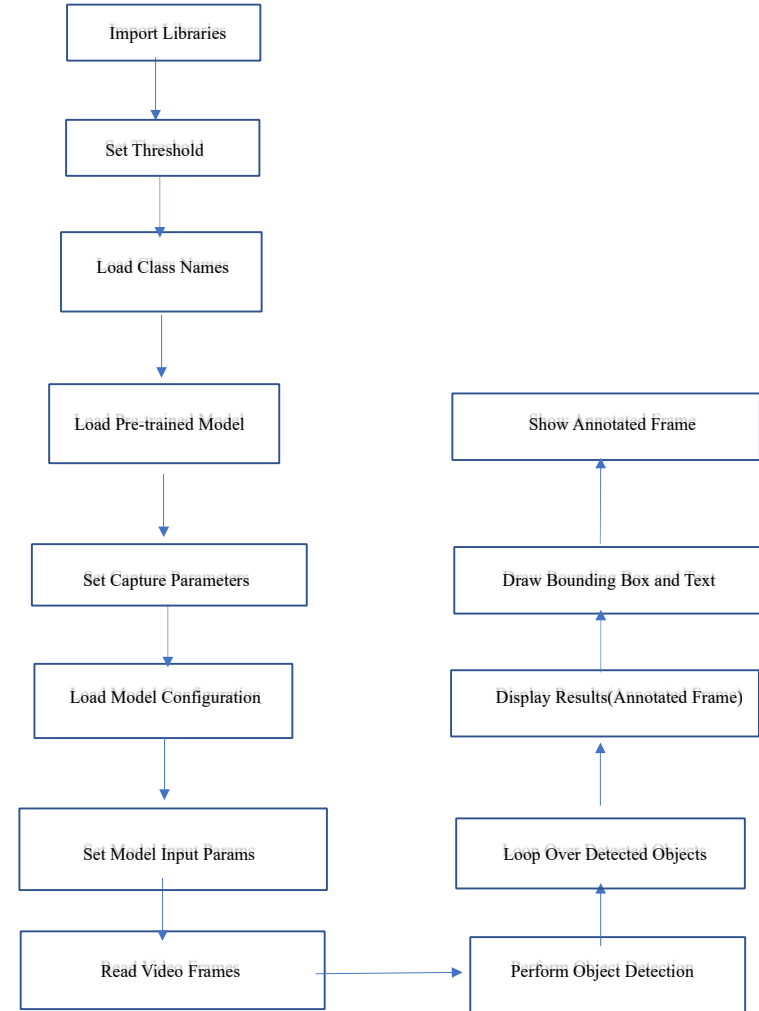 Import Libraries
Set Threshold
Load Class Names
Load Pre-trained Model
Set Capture Parameters
Load Model Configuration
Set Model Input Params
Read Video Frames
Perform Object Detection
Loop Over Detected Objects
Display Results(Annotated Frame)
Draw Bounding Box and Text
Show Annotated Frame